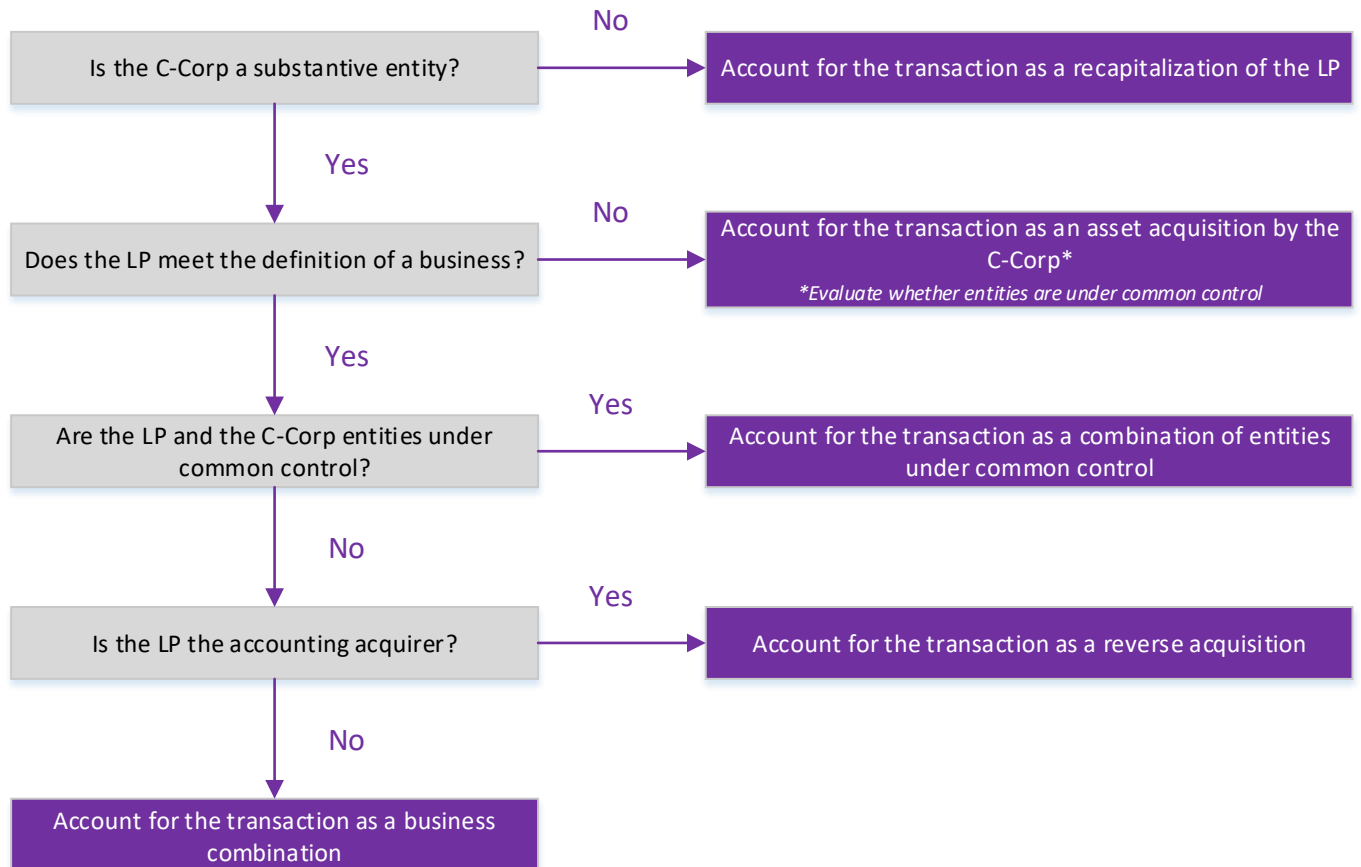 No
Is the C-Corp a substantive entity?
Account for the transaction as a recapitalization of the LP
Yes
No
Does the LP meet the definition of a business?
Account for the transaction as an asset acquisition by the
C-Corp*
*Evaluate whether entities are under common control
Yes
Yes
Are the LP and the C-Corp entities under
common control?
Account for the transaction as a combination of entities
under common control
No
Yes
Is the LP the accounting acquirer?
Account for the transaction as a reverse acquisition
No
Account for the transaction as a business
combination